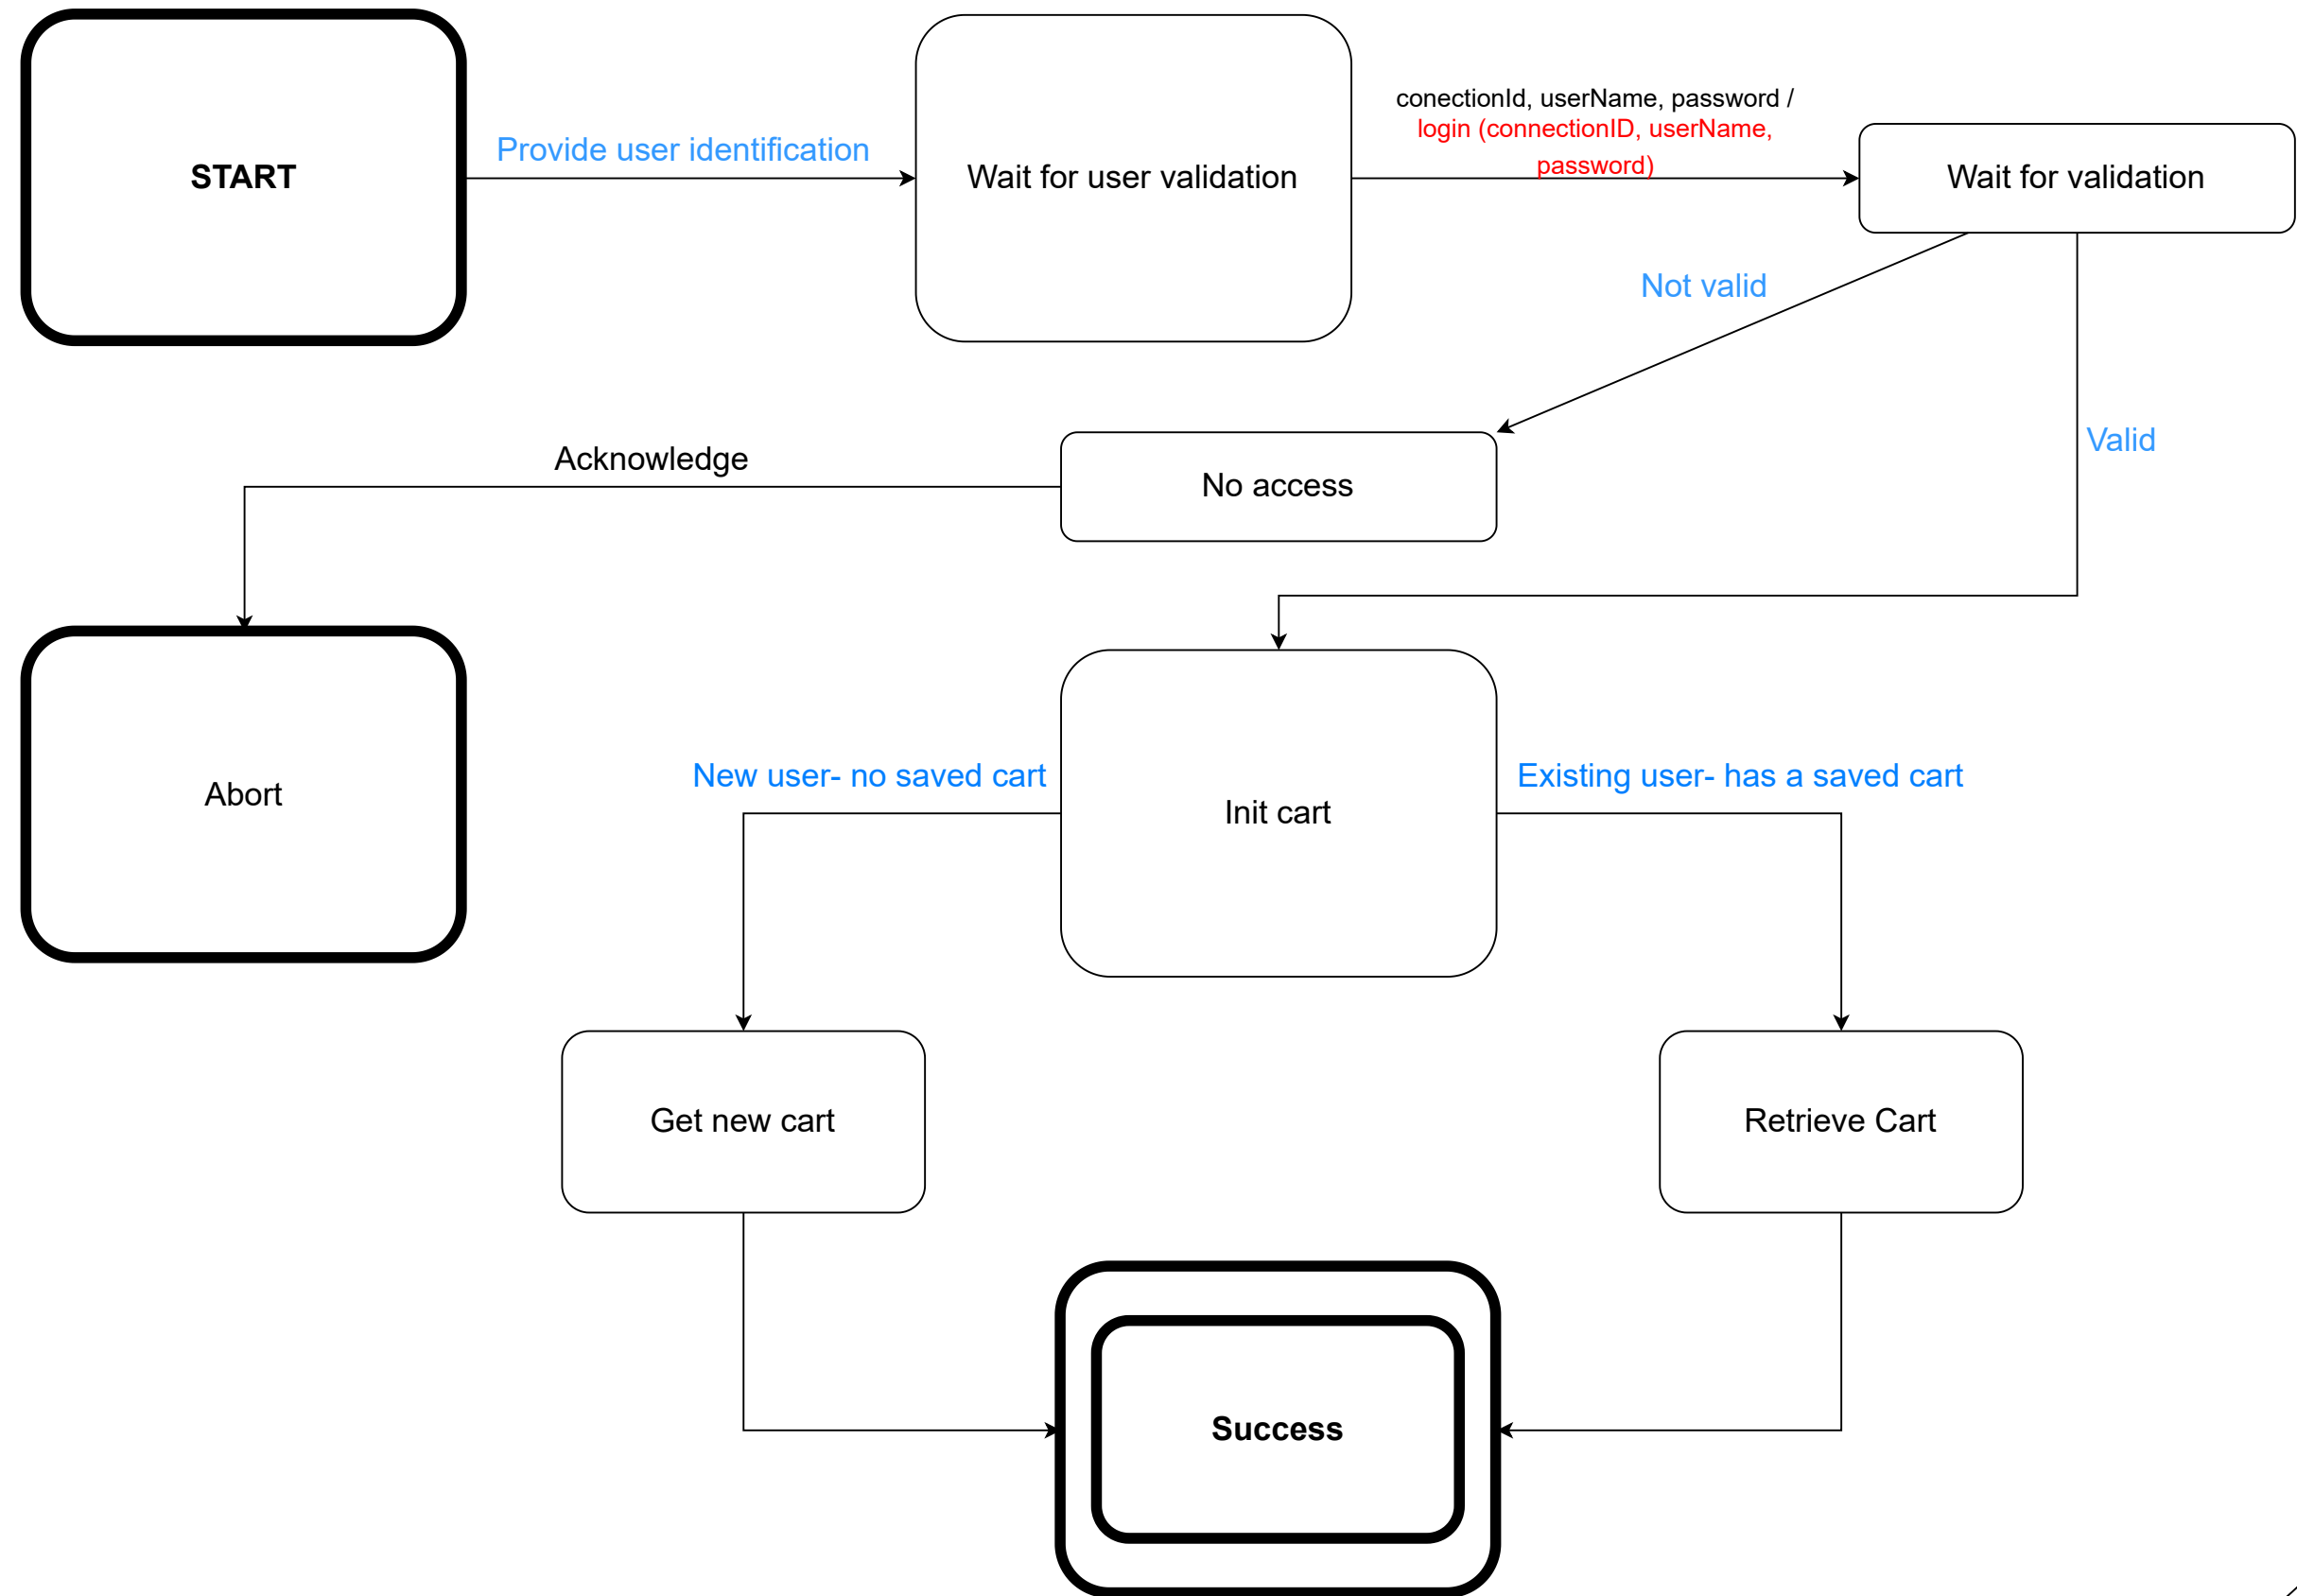 START
Provide user identification
Wait for user validation
conectionId, userName, password /
login (connectionID, userName,
password)
Wait for validation
Not valid
Valid
Acknowledge
No access
Abort
New user- no saved cart
Init cart
Existing user- has a saved cart
Get new cart
Retrieve Cart
Success